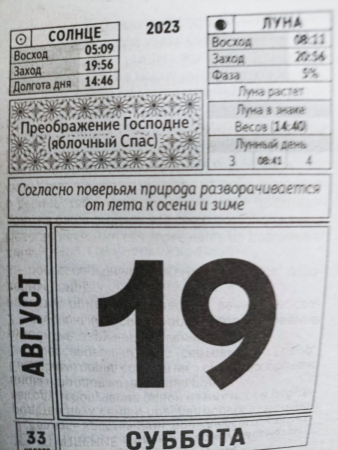 СОЛНЦЕ
Восход 05:09
Заход 19:56
Долгота дня 14:46
2023
ЛУНА
Восход 08:11
Заход 20:56
Фаза 5%
Луна растет
Луна в знаке
Весов (14:40)
Лунный день
3 08:41 4
Преображение Господне
(яблочный Спас)
Согласно поверьям природа разворачивается
от лета к осени и зиме
АВГУСТ
19
33
СУББОТА